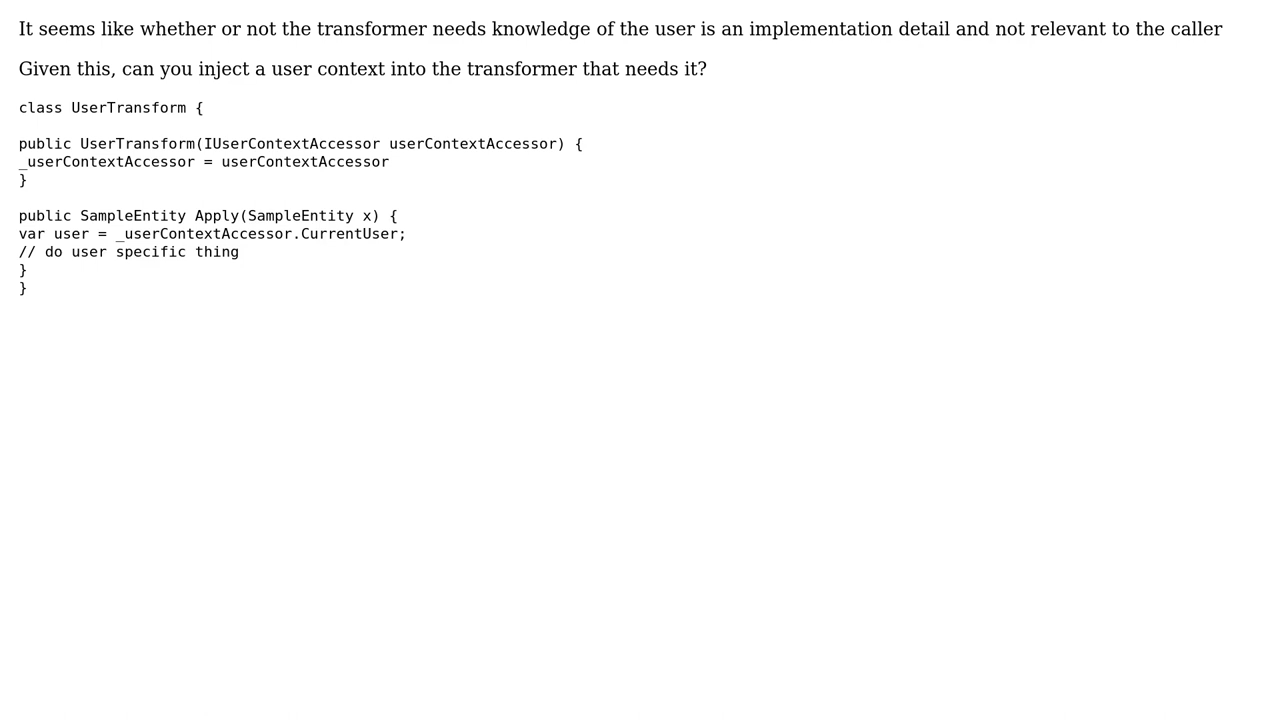 It seems like whether or not the transformer needs knowledge of the user is an implementation detail and not relevant to the caller
Given this, can you inject a user context into the transformer that needs it?
class UserTransform {
public UserTransform(IUserContextAccessor userContextAccessor) {
_userContextAccessor = userContextAccessor
}
public SampleEntity Apply(SampleEntity x) {
var user = _userContextAccessor.CurrentUser;
// do user specific thing
}
}